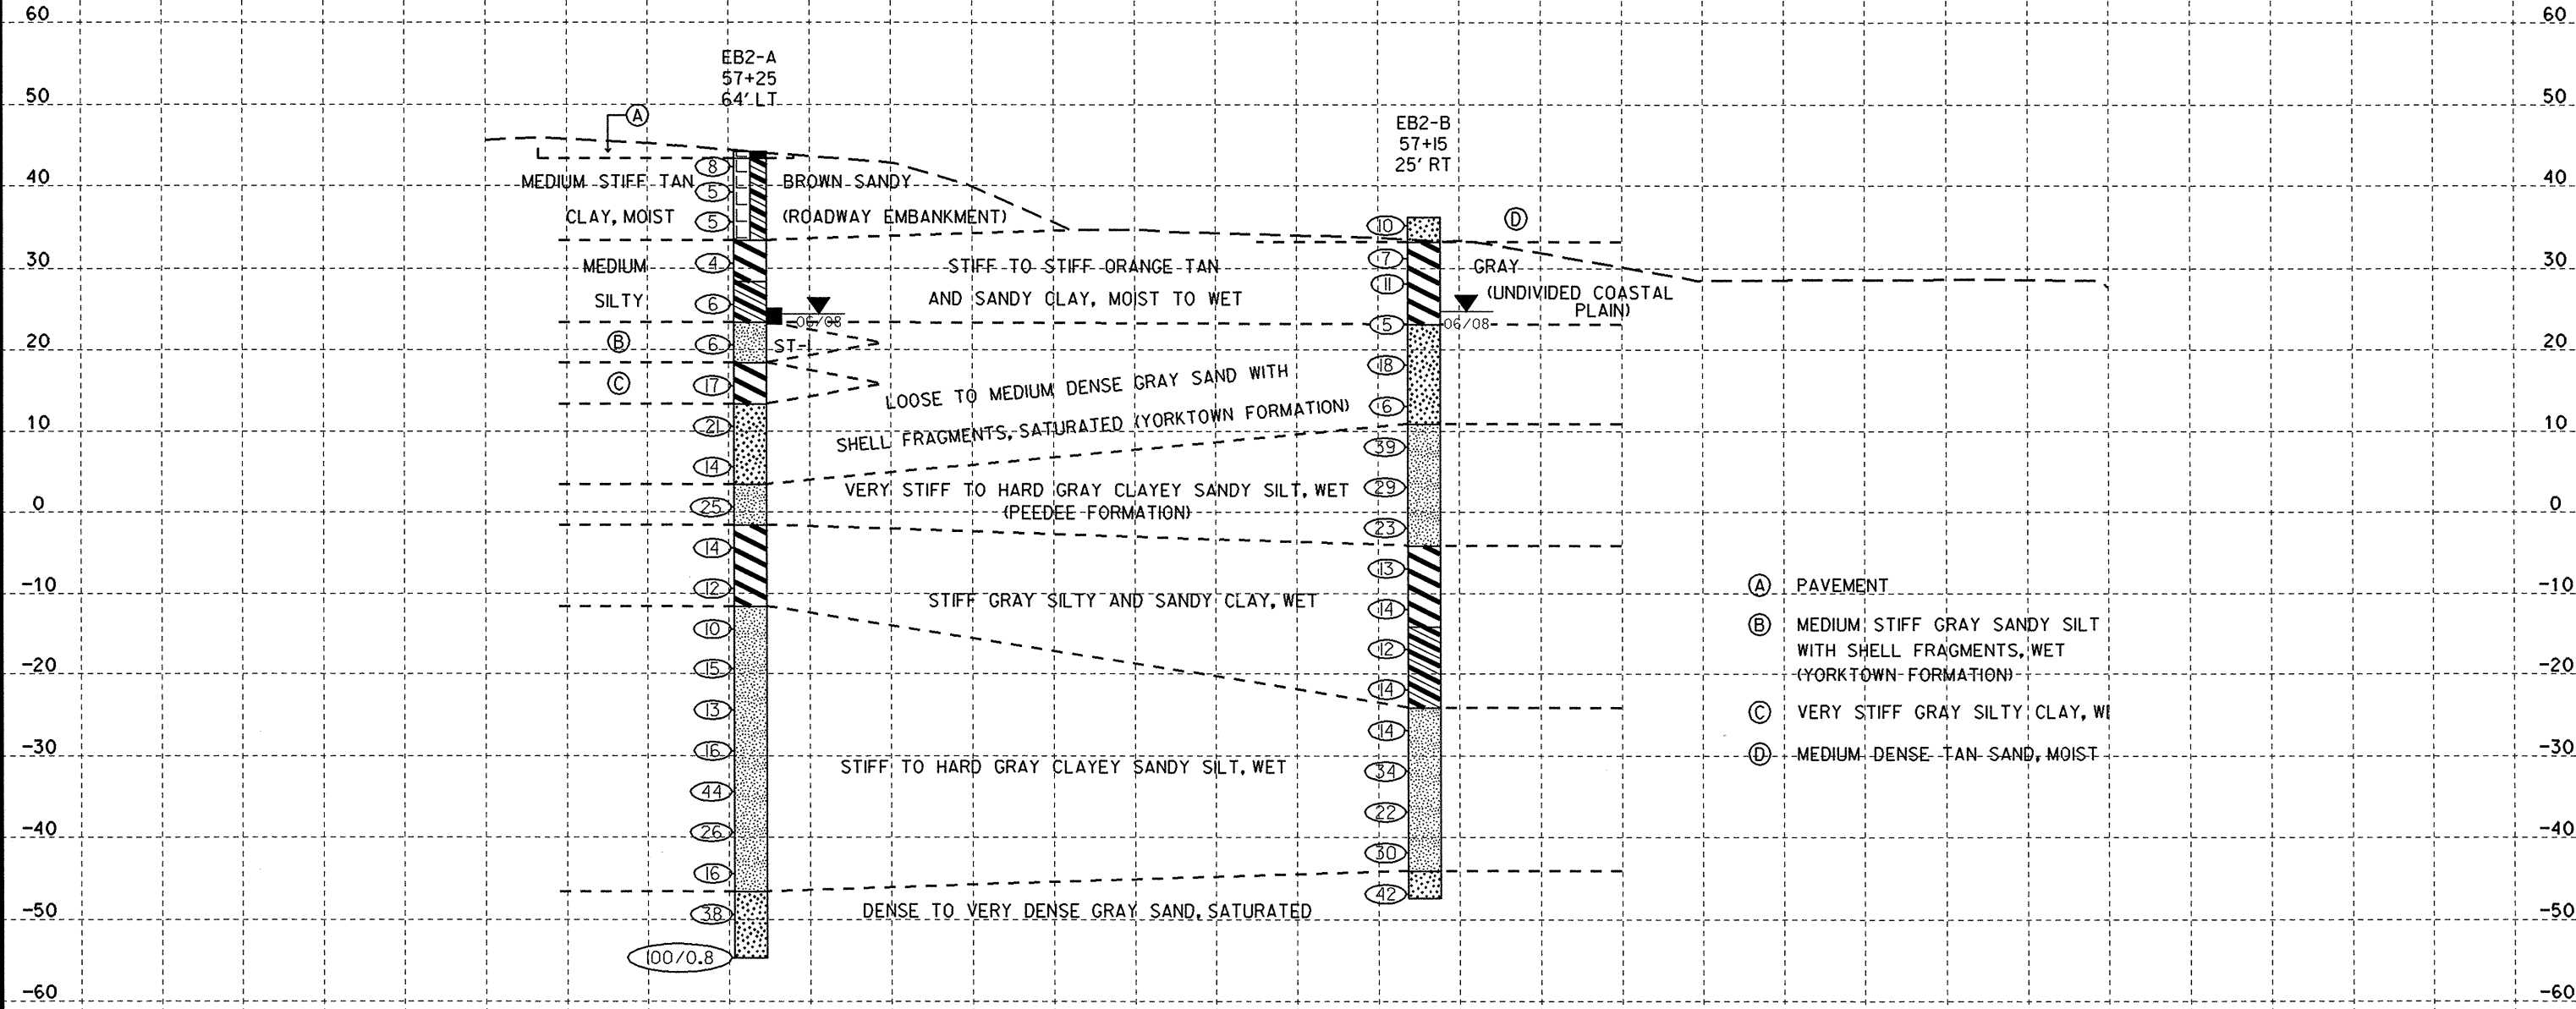 60 60
EB2-A
57+25
64' LT
50 50
A
EB2-B
57+15
25' RT
8
MEDIUM STIFF TAN BROWN SANDY
40 40
5
CLAY, MOIST 5 (ROADWAY EMBANKMENT)
10 D
MEDIUM 4 STIFF TO STIFF ORANGE TAN 7 GRAY
30 30
SILTY 6 AND SANDY CLAY, MOIST TO WET 11 (UNDIVIDED COASTAL
PLAIN)
06/08 5 06/08
B 6 ST-1
20 20
18
C 17 LOOSE TO MEDIUM DENSE GRAY SAND WITH
6
21 SHELL FRAGMENTS, SATURATED (YORKTOWN FORMATION)
10 10
39
14
VERY STIFF TO HARD GRAY CLAYEY SANDY SILT, WET 29
25 (PEEDEE FORMATION)
0 0
23
14
13
12
-10 -10
STIFF GRAY SILTY AND SANDY CLAY, WET 14
10
12
15
-20 -20
14
13
14
16
-30 -30
STIFF TO HARD GRAY CLAYEY SANDY SILT, WET 34
44
22
26
-40 -40
30
16
42
38 DENSE TO VERY DENSE GRAY SAND, SATURATED
-50 -50
100/0.8
-60 -60
A PAVEMENT
B MEDIUM STIFF GRAY SANDY SILT
WITH SHELL FRAGMENTS, WET
(YORKTOWN FORMATION)
C VERY STIFF GRAY SILTY CLAY,
D MEDIUM DENSE TAN SAND, MOIST